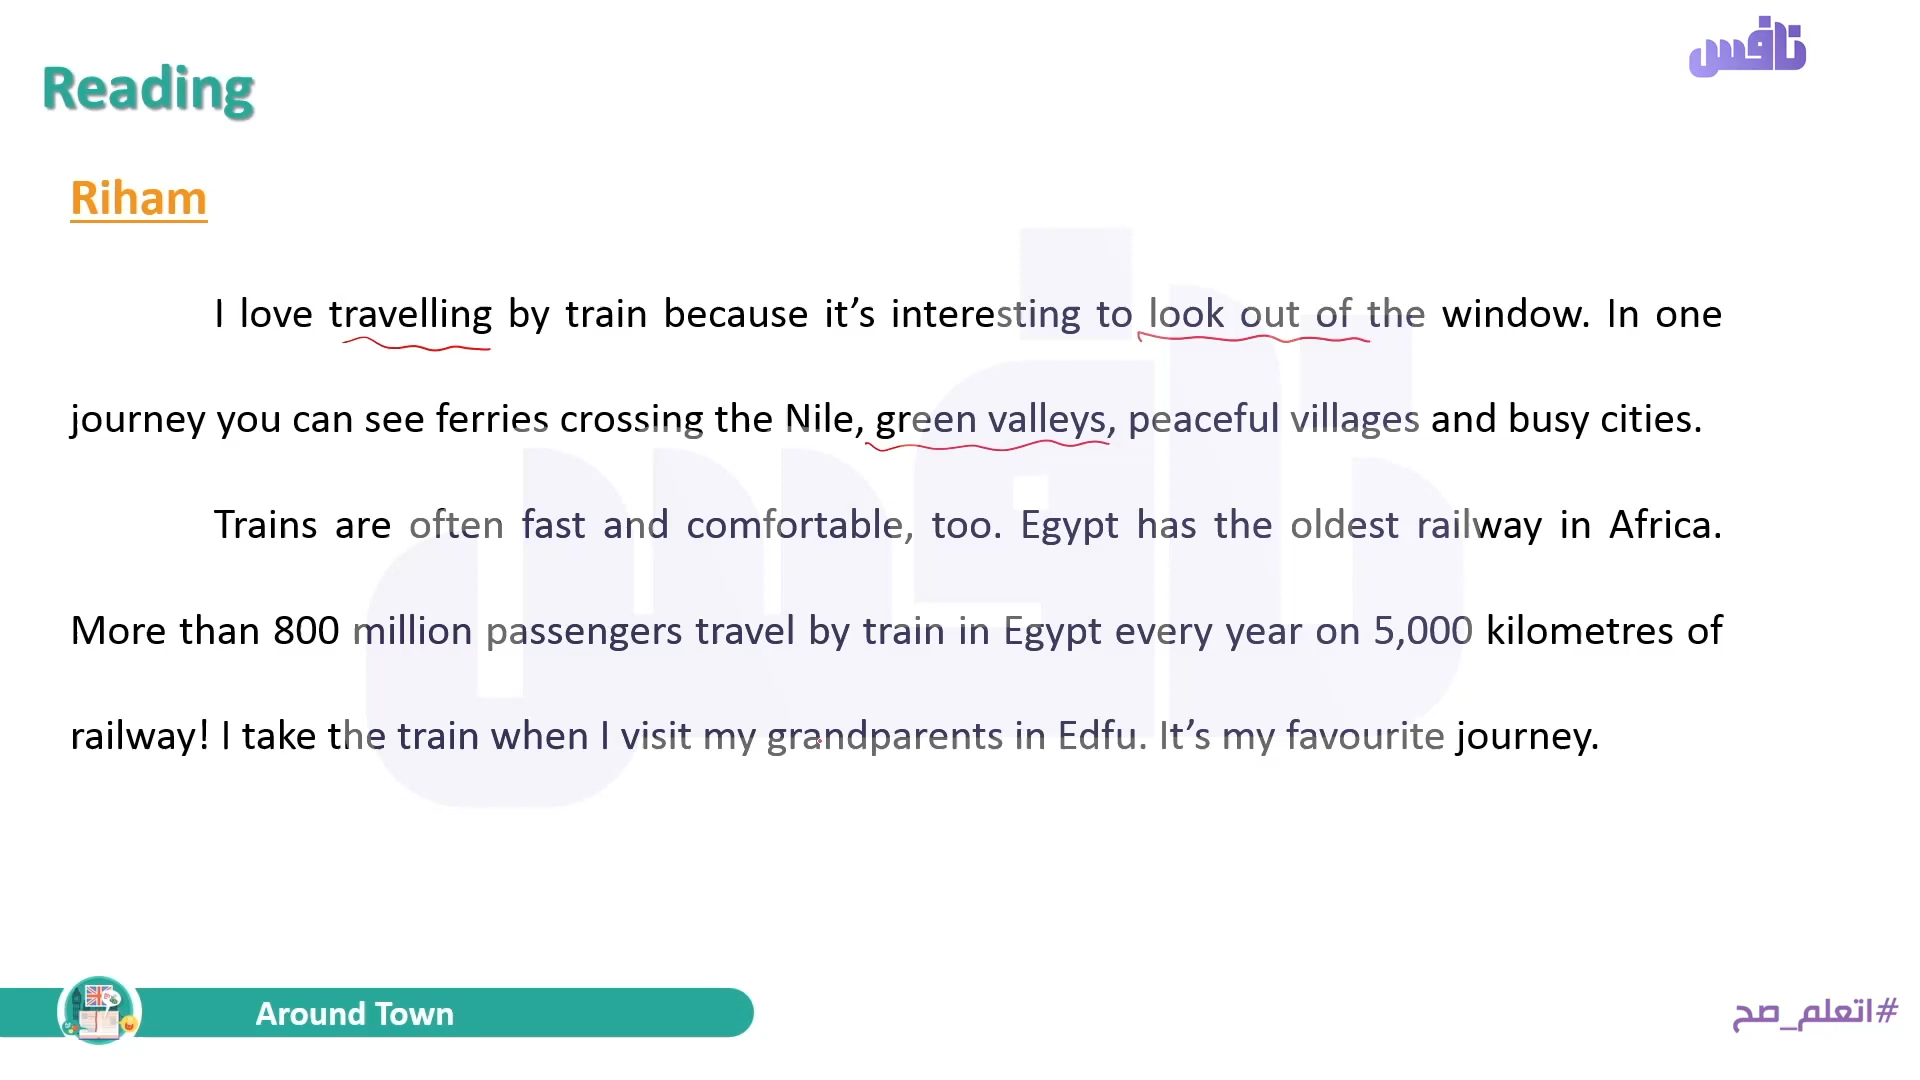 نافس
Reading
Riham
I love travelling by train because it’s interesting to look out of the window. In one
journey you can see ferries crossing the Nile, green valleys, peaceful villages and busy cities.
Trains are often fast and comfortable, too. Egypt has the oldest railway in Africa.
More than 800 million passengers travel by train in Egypt every year on 5,000 kilometres of
railway! I take the train when I visit my grandparents in Edfu. It’s my favourite journey.
Around Town
#اتعلم_صح